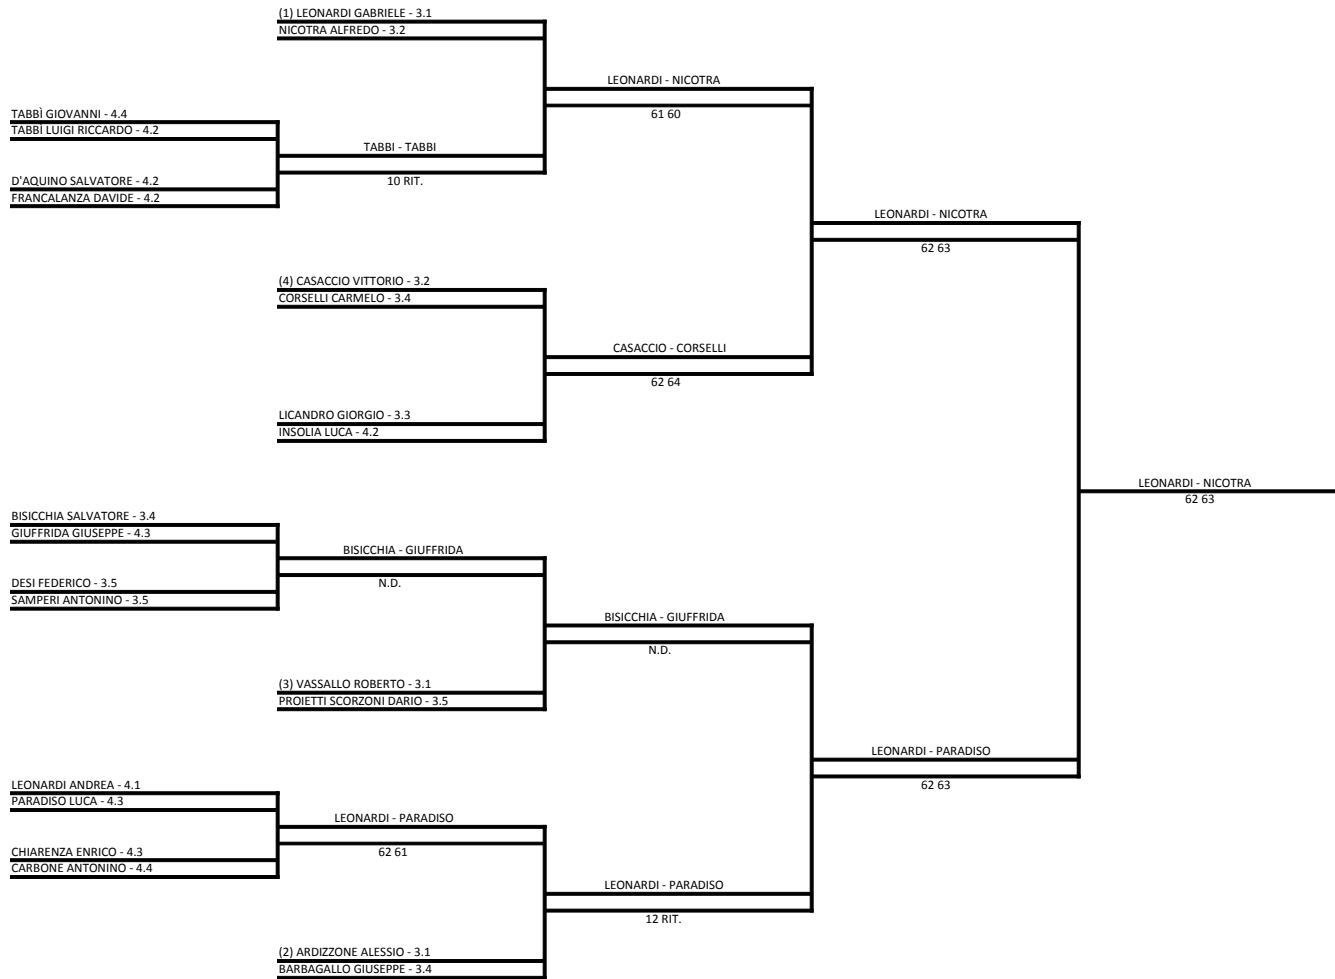 (1) LEONARDI GABRIELE - 3.1
NICOTRA ALFREDO - 3.2
LEONARDI - NICOTRA
61 60
TABBÌ GIOVANNI - 4.4
TABBÌ LUIGI RICCARDO - 4.2
TABBI - TABBI
10 RIT.
D'AQUINO SALVATORE - 4.2
FRANCALANZA DAVIDE - 4.2
LEONARDI - NICOTRA
62 63
(4) CASACCIO VITTORIO - 3.2
CORSELLI CARMELO - 3.4
CASACCIO - CORSELLI
62 64
LICANDRO GIORGIO - 3.3
INSOLIA LUCA - 4.2
LEONARDI - NICOTRA
62 63
BISICCHIA SALVATORE - 3.4
GIUFFRIDA GIUSEPPE - 4.3
BISICCHIA - GIUFFRIDA
N.D.
DESI FEDERICO - 3.5
SAMPERI ANTONINO - 3.5
BISICCHIA - GIUFFRIDA
N.D.
(3) VASSALLO ROBERTO - 3.1
PROIETTI SCORZONI DARIO - 3.5
LEONARDI - PARADISO
62 63
LEONARDI ANDREA - 4.1
PARADISO LUCA - 4.3
LEONARDI - PARADISO
62 61
CHIARENZA ENRICO - 4.3
CARBONE ANTONINO - 4.4
LEONARDI - PARADISO
12 RIT.
(2) ARDIZZONE ALESSIO - 3.1
BARBAGALLO GIUSEPPE - 3.4